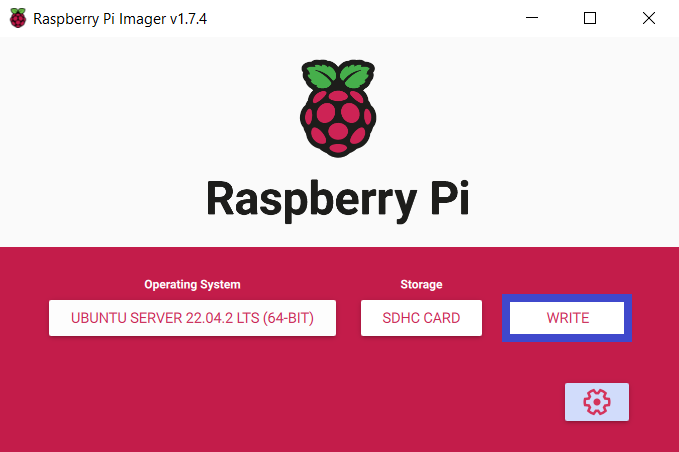 Raspberry Pi Imager v1.7.4
Raspberry Pi
Operating System
Storage
UBUNTU SERVER 22.04.2 LTS (64-BIT)
SDHC CARD
WRITE